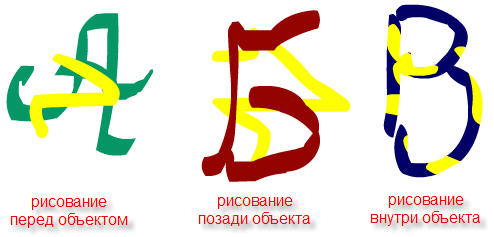 А Б В
рисование
перед объектом
рисование
позади объекта
рисование
внутри объекта